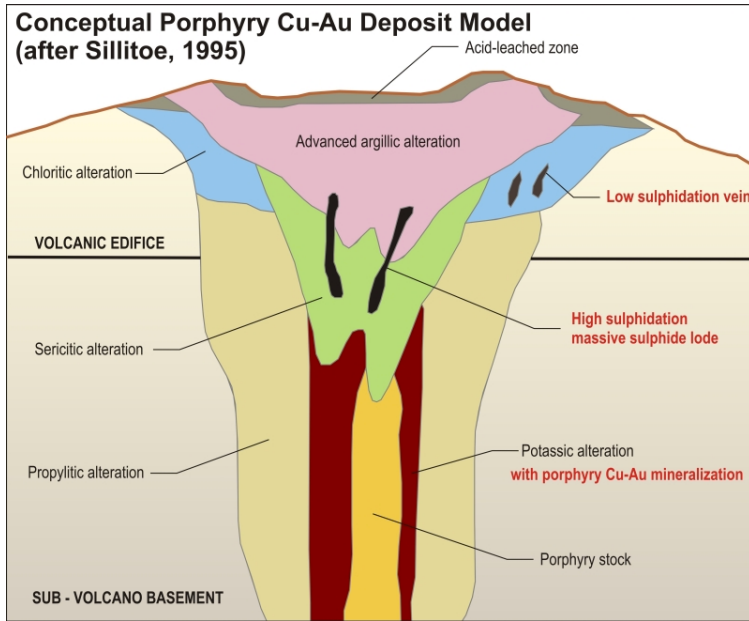 Conceptual Porphyry Cu-Au Deposit Model
(after Sillitoe, 1995)
Acid-leached zone
Advanced argillic alteration
Chloritic alteration
Low sulphidation vein
VOLCANIC EDIFICE
High sulphidation
massive sulphide lode
Sericitic alteration
Potassic alteration
with porphyry Cu-Au mineralization
Propylitic alteration
Porphyry stock
SUB - VOLCANO BASEMENT